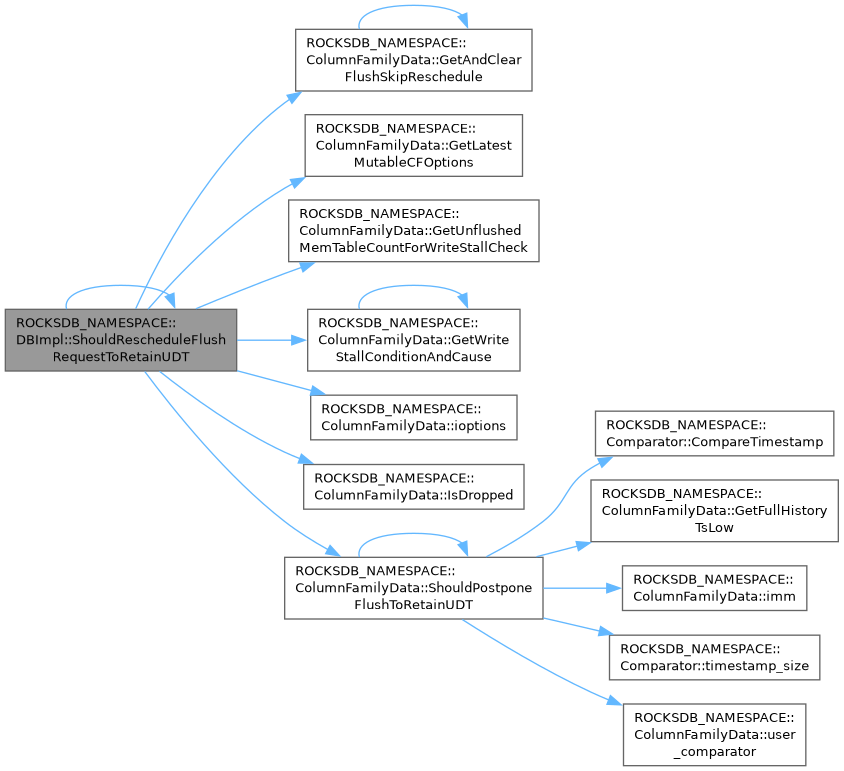 ROCKSDB_NAMESPACE::
DBImpl::ShouldRescheduleFlush
RequestToRetainUDT
ROCKSDB_NAMESPACE::
ColumnFamilyData::GetAndClear
FlushSkipReschedule
ROCKSDB_NAMESPACE::
ColumnFamilyData::GetLatest
MutableCFOptions
ROCKSDB_NAMESPACE::
ColumnFamilyData::GetUnflushed
MemTableCountForWriteStallCheck
ROCKSDB_NAMESPACE::
ColumnFamilyData::GetWrite
StallConditionAndCause
ROCKSDB_NAMESPACE::
ColumnFamilyData::ioptions
ROCKSDB_NAMESPACE::
ColumnFamilyData::IsDropped
ROCKSDB_NAMESPACE::
ColumnFamilyData::ShouldPostpone
FlushToRetainUDT
ROCKSDB_NAMESPACE::
Comparator::CompareTimestamp
ROCKSDB_NAMESPACE::
ColumnFamilyData::GetFullHistory
TsLow
ROCKSDB_NAMESPACE::
ColumnFamilyData::imm
ROCKSDB_NAMESPACE::
Comparator::timestamp_size
ROCKSDB_NAMESPACE::
ColumnFamilyData::user
_comparator